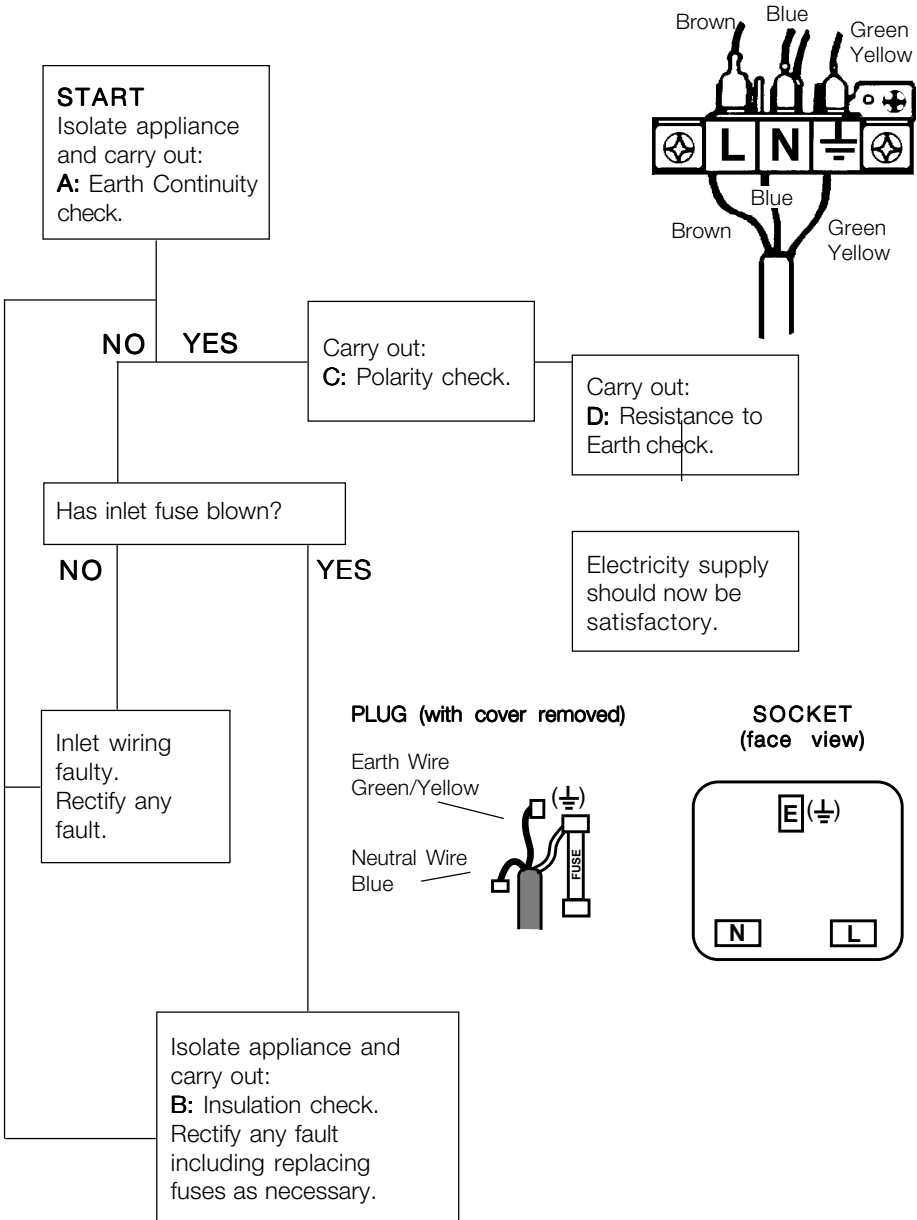 Brown
Blue
Green
Yellow
L N
Blue
Brown
Green
Yellow
START
Isolate appliance
and carry out:
A: Earth Continuity
check.
NO YES
Carry out:
C: Polarity check.
Carry out:
D: Resistance to
Earth check.
Has inlet fuse blown?
NO YES
Electricity supply
should now be
satisfactory.
Inlet wiring
faulty.
Rectify any
fault.
PLUG (with cover removed)
Earth Wire
Green/Yellow
Neutral Wire
Blue
FUSE
SOCKET
(face view)
E
N L
Isolate appliance and
carry out:
B: Insulation check.
Rectify any fault
including replacing
fuses as necessary.